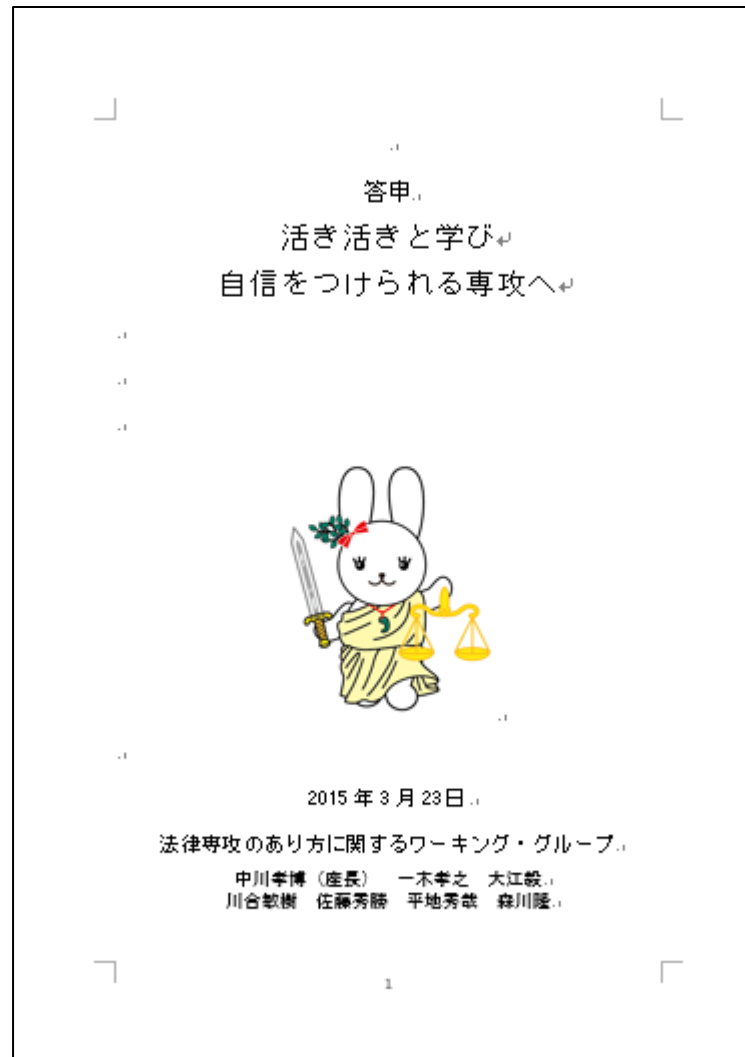 答申
活き活きと学び
自信をつけられる専攻へ
2015年3月23日
法律専攻のあり方に関するワーキング・グループ
中川孝博（座長）　一木孝之　大江毅
川合敏樹　佐藤秀勝　平地秀哉　森川隆
1